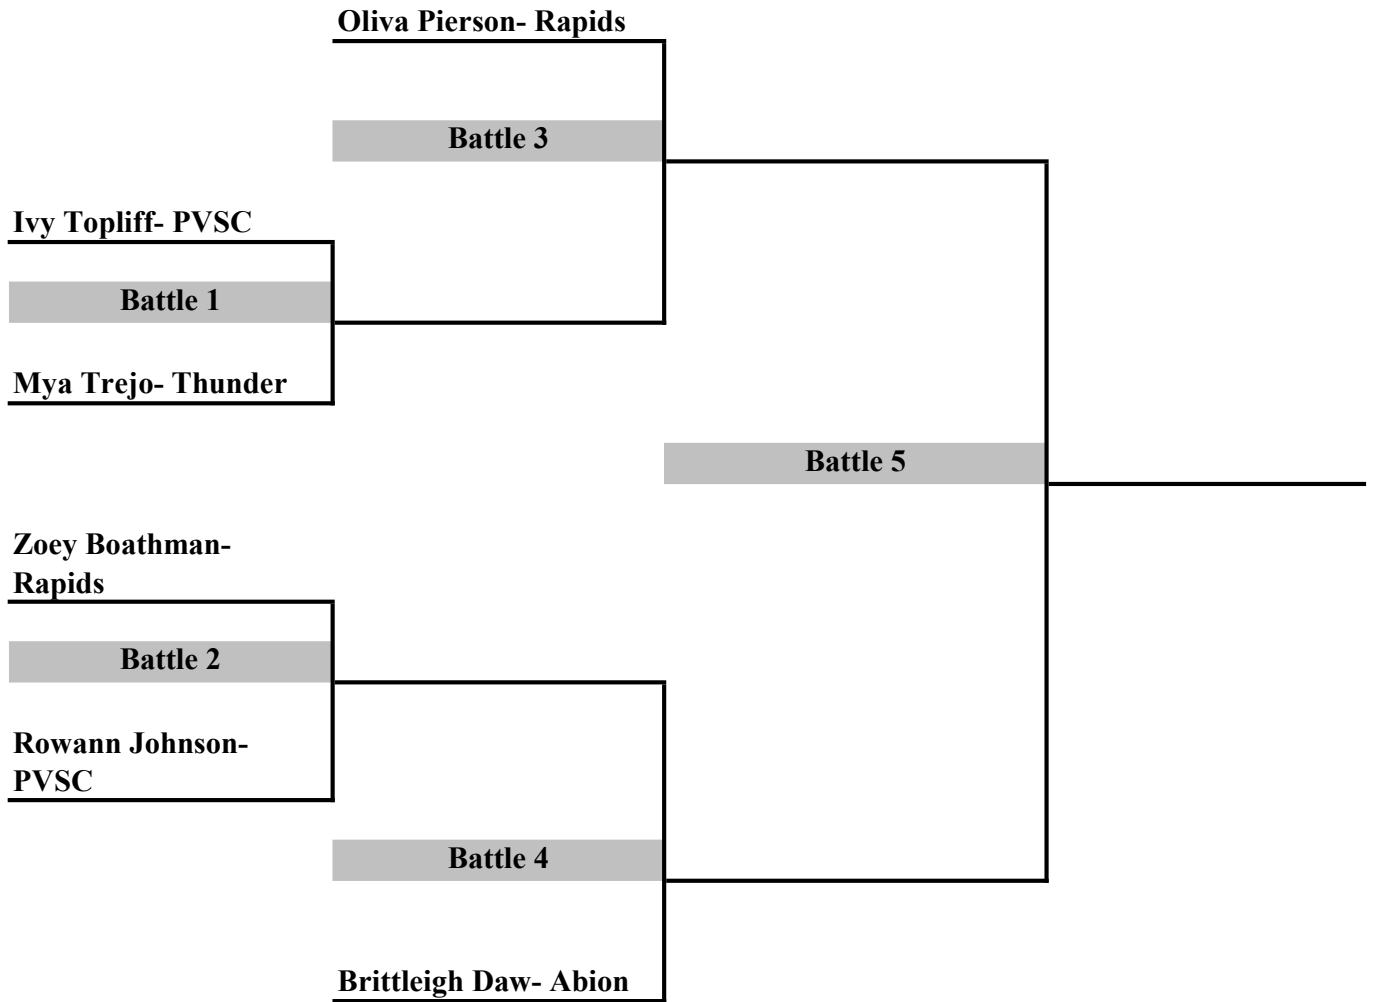 Oliva Pierson- Rapids
Battle 3
Ivy Topliff- PVSC
Battle 1
Mya Trejo- Thunder
Battle 5
Zoey Boathman-
Rapids
Battle 2
Rowann Johnson-
PVSC
Battle 4
Brittleigh Daw- Abion